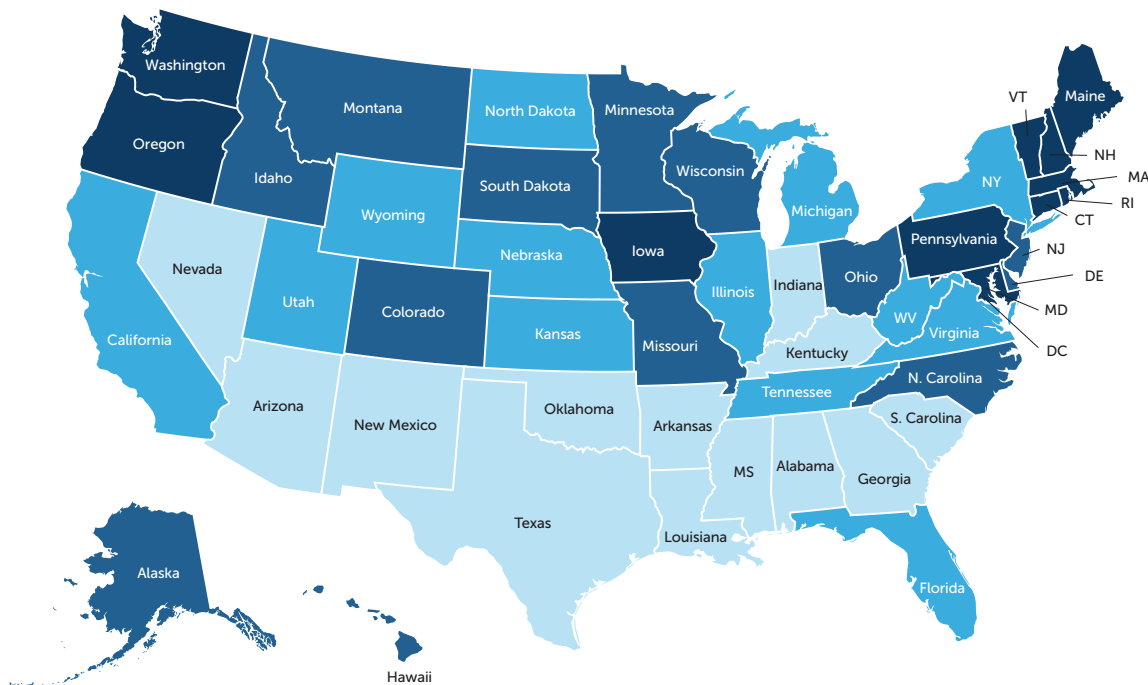 Washington
Oregon
Idaho
Montana
North Dakota
Minnesota
South Dakota
Wisconsin
Wyoming
Nebraska
Iowa
Michigan
Nevada
Utah
Colorado
Kansas
Missouri
Illinois
Indiana
Ohio
California
Arizona
New Mexico
Oklahoma
Arkansas
Texas
Louisiana
MS
Alabama
Georgia
Florida
S. Carolina
N. Carolina
Tennessee
Kentucky
WV
Virginia
Pennsylvania
NY
VT
Maine
NH
MA
RI
CT
NJ
DE
MD
DC
Alaska
Hawaii